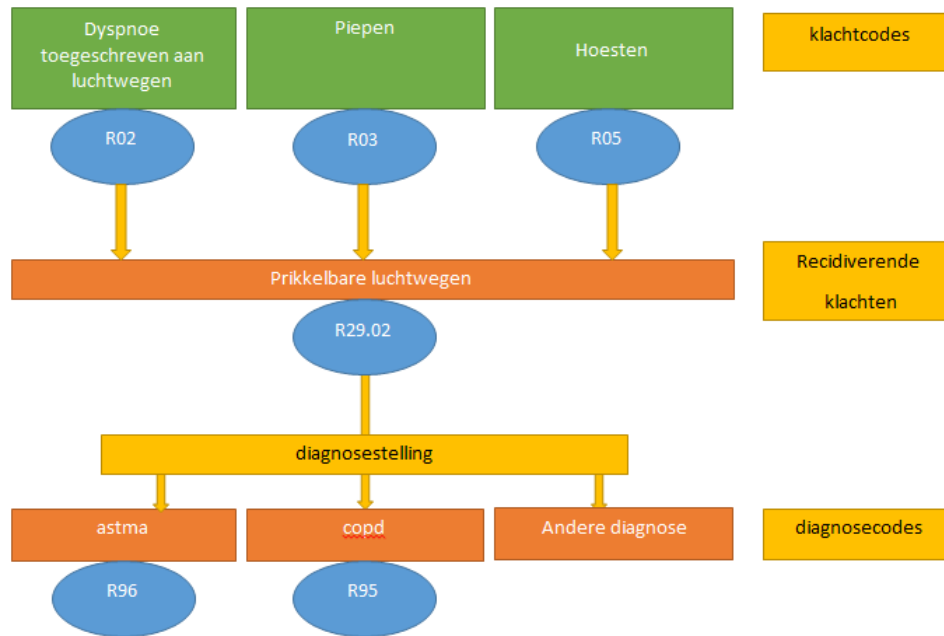 Dyspnoe
toegeschreven aan
luchtwegen
Piepen
Hoesten
klachtcodes
R02
R03
R05
Prikkelbare luchtwegen
Recidiverende
klachten
R29.02
diagnosestelling
astma
copd
Andere diagnose
diagnosecodes
R96
R95